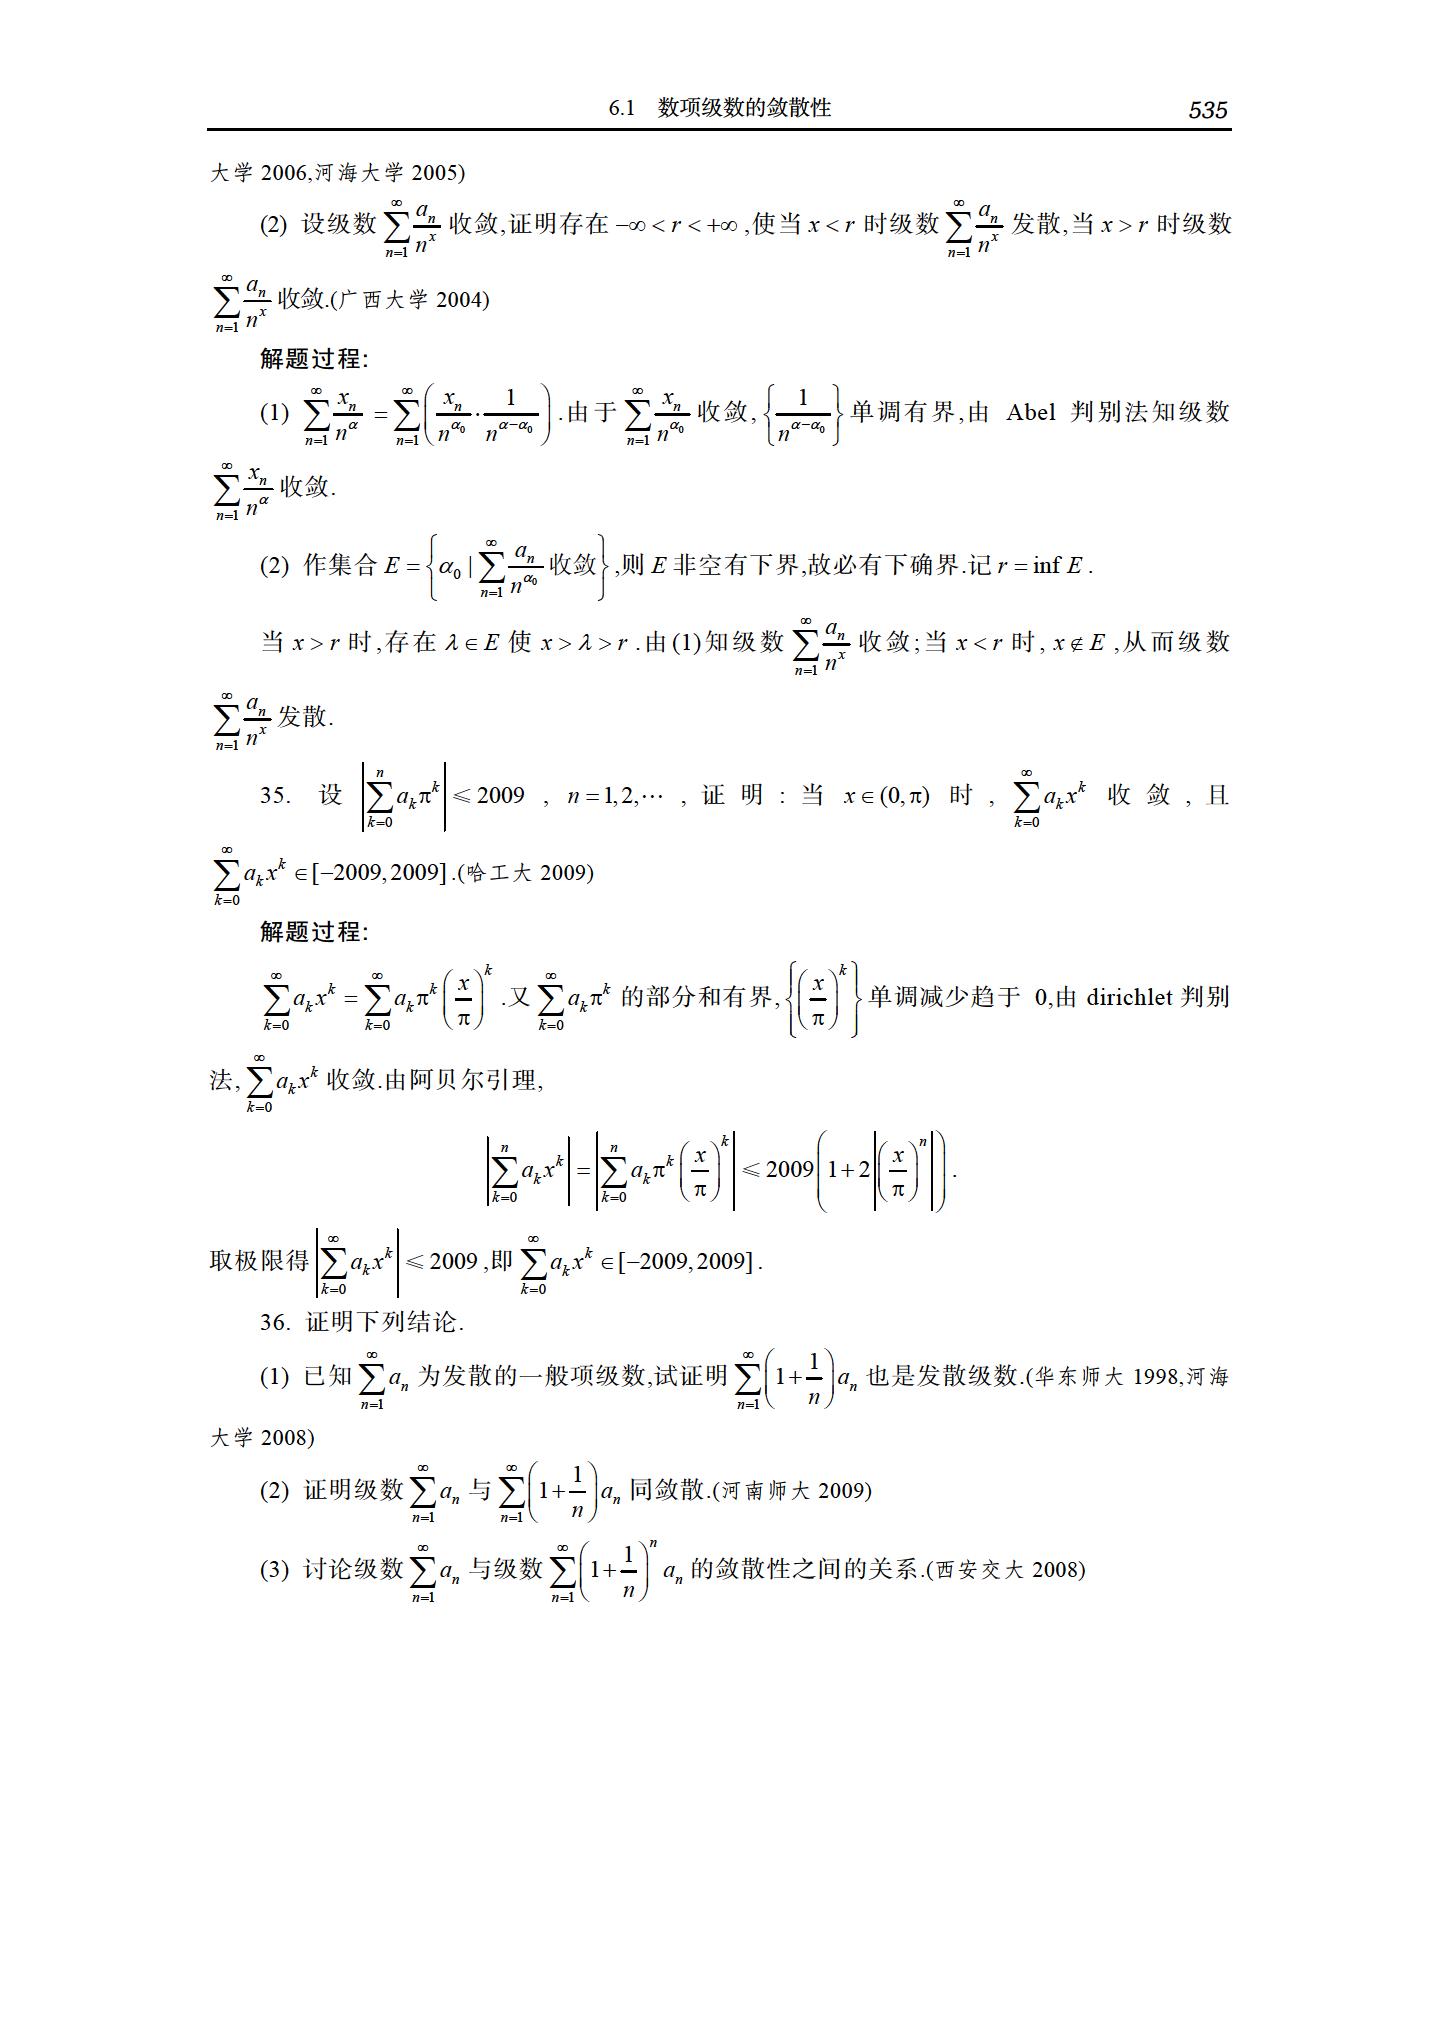 6.1 数项级数的敛散性 535
大学 2006,河海大学 2005)
(2) 设级数 $\sum_{n=1}^{\infty}\frac{a_n}{n^x}$ 收敛,证明存在 $-\infty<r<+\infty$ ,使当 $x<r$ 时级数 $\sum_{n=1}^{\infty}\frac{a_n}{n^x}$ 发散,当 $x>r$ 时级数
$\sum_{n=1}^{\infty}\frac{a_n}{n^x}$ 收敛.(广西大学 2004)
解题过程:
(1) $\sum_{n=1}^{\infty}\frac{x_n}{n^{\alpha}}=\sum_{n=1}^{\infty}\left(\frac{x_n}{n^{\alpha_0}}\cdot\frac{1}{n^{\alpha-\alpha_0}}\right)$ .由于 $\sum_{n=1}^{\infty}\frac{x_n}{n^{\alpha_0}}$ 收敛, $\left\{\frac{1}{n^{\alpha-\alpha_0}}\right\}$ 单调有界,由 Abel 判别法知级数
$\sum_{n=1}^{\infty}\frac{x_n}{n^{\alpha}}$ 收敛.
(2) 作集合 $E=\left\{\alpha_0|\sum_{n=1}^{\infty}\frac{a_n}{n^{\alpha_0}}收敛\right\}$ ,则 $E$ 非空有下界,故必有下确界.记 $r=\inf E$ .
当 $x>r$ 时,存在 $\lambda\in E$ 使 $x>\lambda>r$ .由(1)知级数 $\sum_{n=1}^{\infty}\frac{a_n}{n^x}$ 收敛;当 $x<r$ 时, $x\notin E$ ,从而级数
$\sum_{n=1}^{\infty}\frac{a_n}{n^x}$ 发散.
35. 设 $\left|\sum_{k=0}^{n}a_k\pi^k\right|\leqslant 2009$ , $n=1,2,\cdots$ , 证明:当 $x\in(0,\pi)$ 时, $\sum_{k=0}^{\infty}a_kx^k$ 收敛,且
$\sum_{k=0}^{\infty}a_kx^k\in[-2009,2009]$ .(哈工大 2009)
解题过程:
$\sum_{k=0}^{\infty}a_kx^k=\sum_{k=0}^{\infty}a_k\pi^k\left(\frac{x}{\pi}\right)^k$ .又 $\sum_{k=0}^{\infty}a_k\pi^k$ 的部分和有界, $\left\{\left(\frac{x}{\pi}\right)^k\right\}$ 单调减少趋于 0,由 dirichlet 判别
法, $\sum_{k=0}^{\infty}a_kx^k$ 收敛.由阿贝尔引理,
$\left|\sum_{k=0}^{n}a_kx^k\right|=\left|\sum_{k=0}^{n}a_k\pi^k\left(\frac{x}{\pi}\right)^k\right|\leqslant 2009\left(1+2\left|\left(\frac{x}{\pi}\right)^n\right|\right)$ .
取极限得 $\left|\sum_{k=0}^{\infty}a_kx^k\right|\leqslant 2009$ ,即 $\sum_{k=0}^{\infty}a_kx^k\in[-2009,2009]$ .
36. 证明下列结论.
(1) 已知 $\sum_{n=1}^{\infty}a_n$ 为发散的一般项级数,试证明 $\sum_{n=1}^{\infty}\left(1+\frac{1}{n}\right)a_n$ 也是发散级数.(华东师大 1998,河海
大学 2008)
(2) 证明级数 $\sum_{n=1}^{\infty}a_n$ 与 $\sum_{n=1}^{\infty}\left(1+\frac{1}{n}\right)a_n$ 同敛散.(河南师大 2009)
(3) 讨论级数 $\sum_{n=1}^{\infty}a_n$ 与级数 $\sum_{n=1}^{\infty}\left(1+\frac{1}{n}\right)^na_n$ 的敛散性之间的关系.(西安交大 2008)